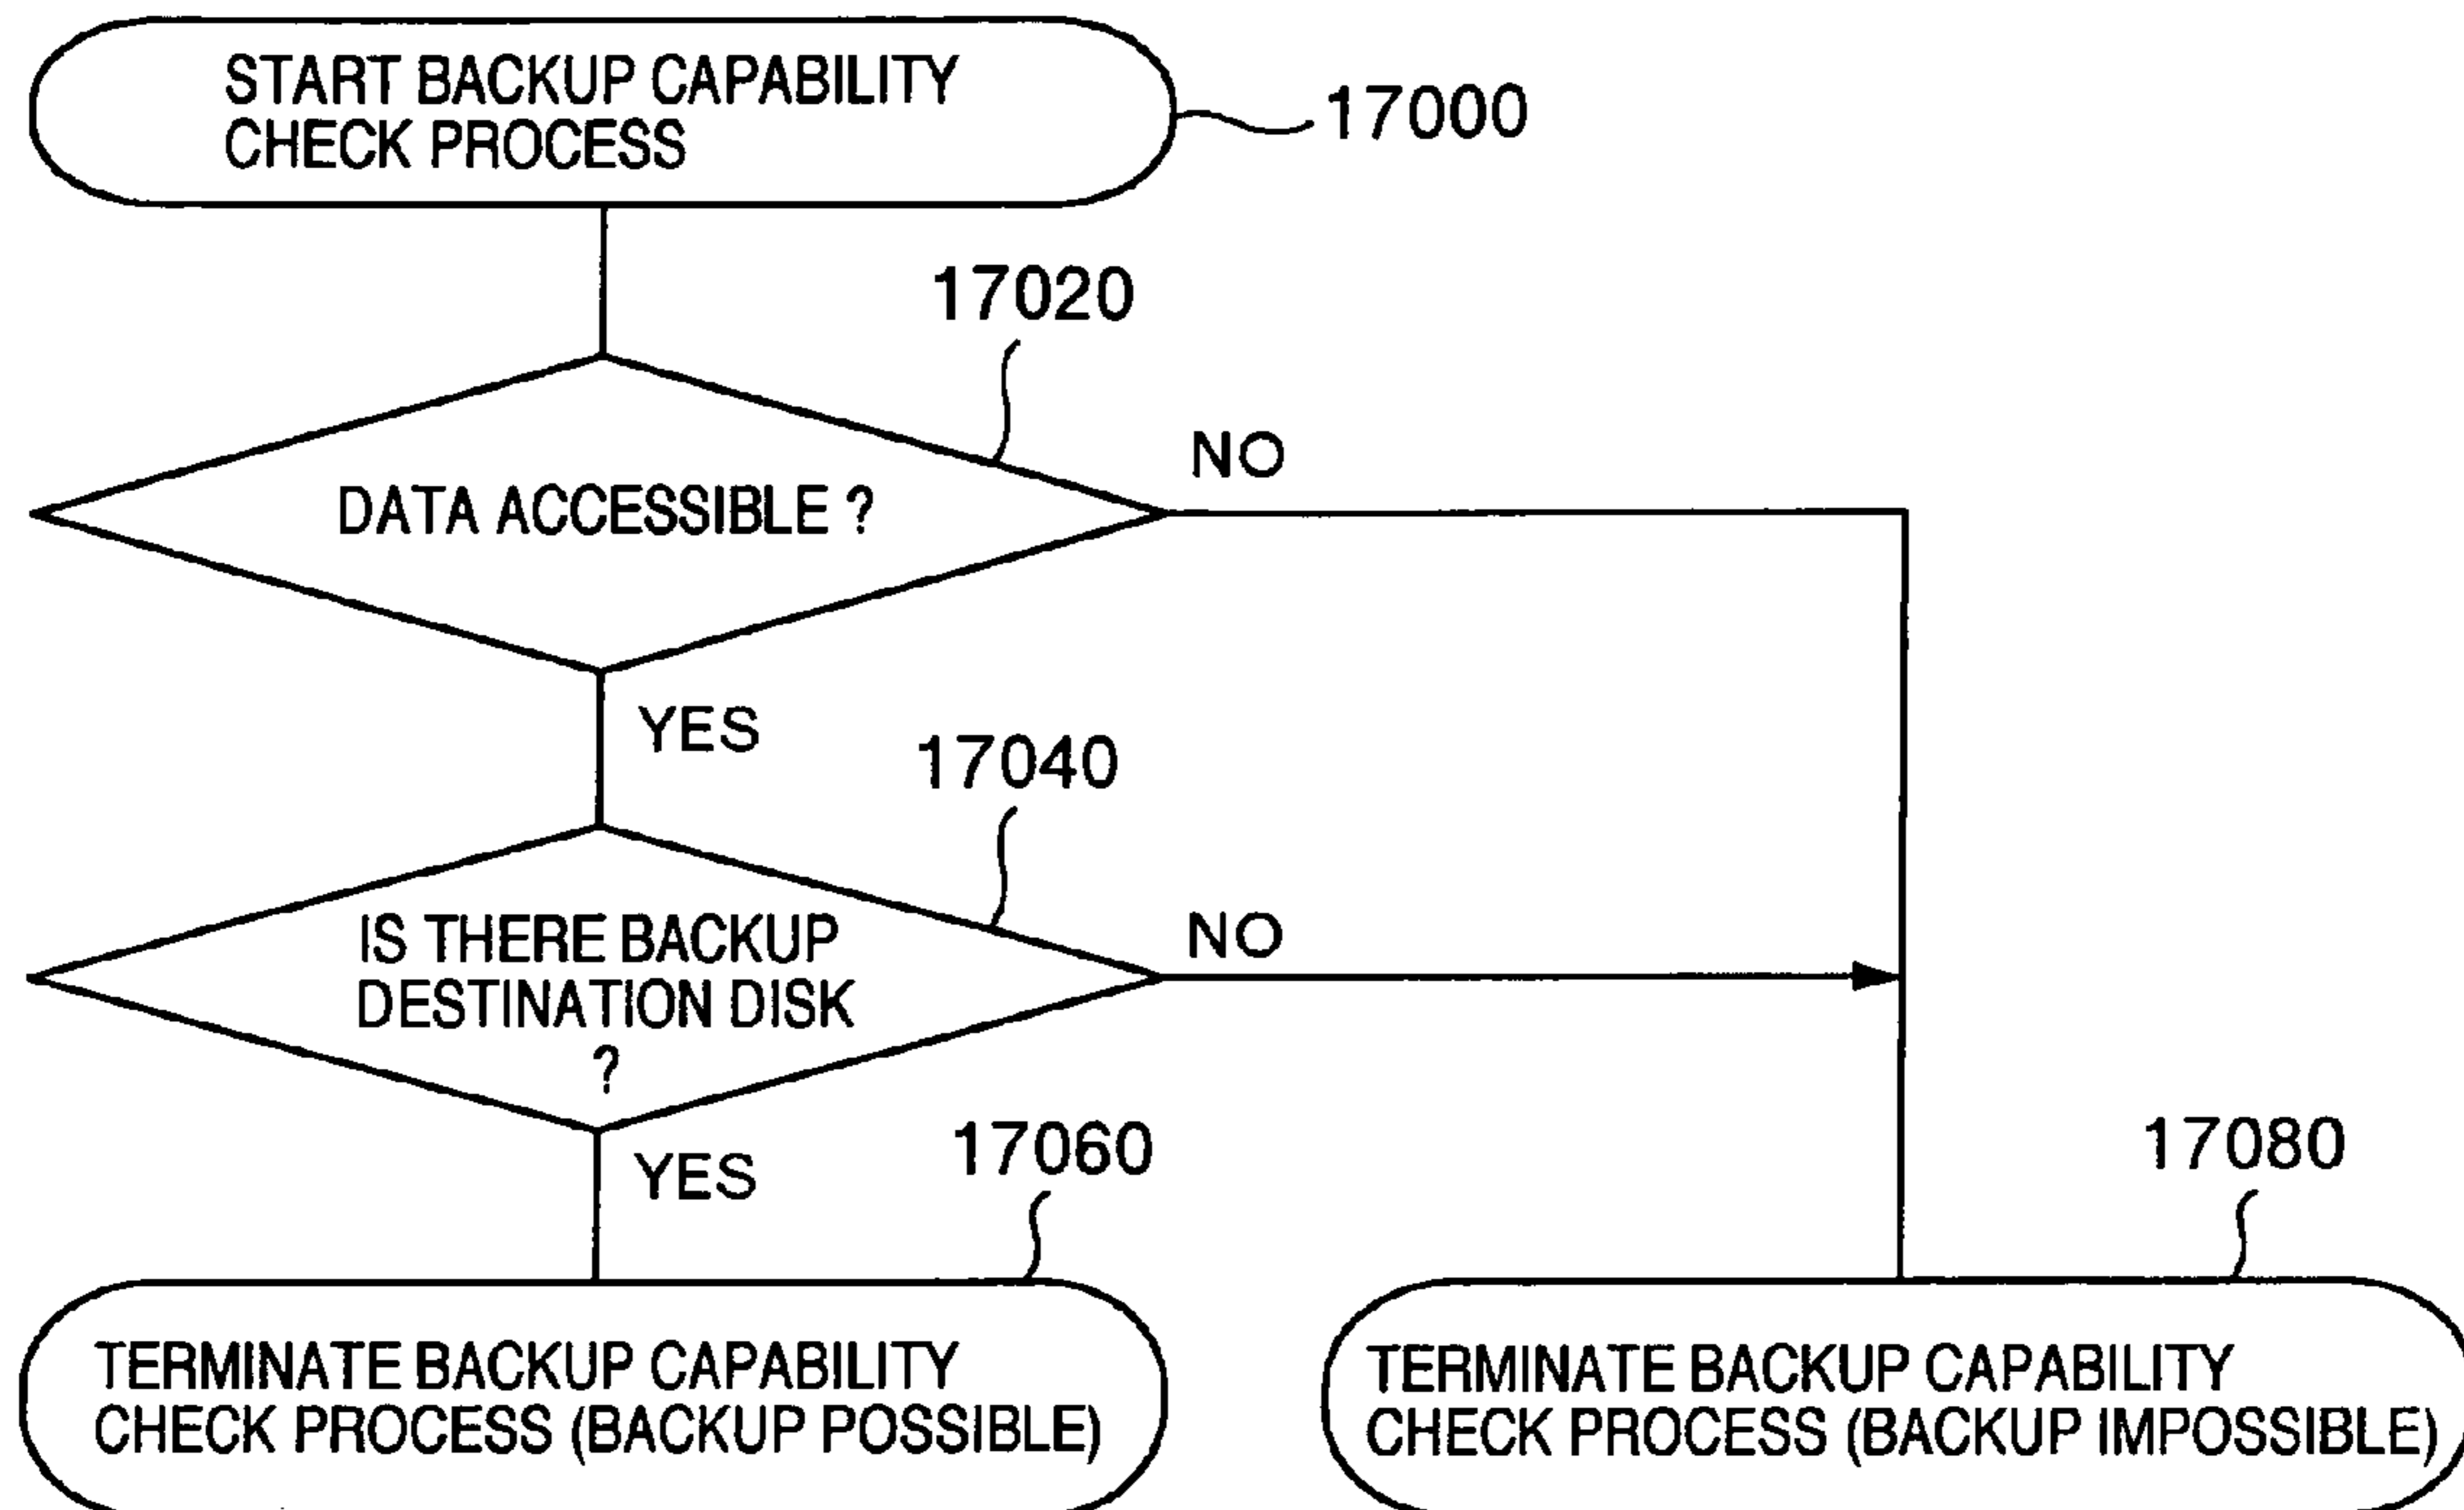 START BACKUP CAPABILITY
CHECK PROCESS
17000
17020
NO
DATA ACCESSIBLE ?
YES
17040
NO
IS THERE BACKUP
DESTINATION DISK
?
YES
17060
17080
TERMINATE BACKUP CAPABILITY
CHECK PROCESS (BACKUP POSSIBLE)
TERMINATE BACKUP CAPABILITY
CHECK PROCESS (BACKUP IMPOSSIBLE)